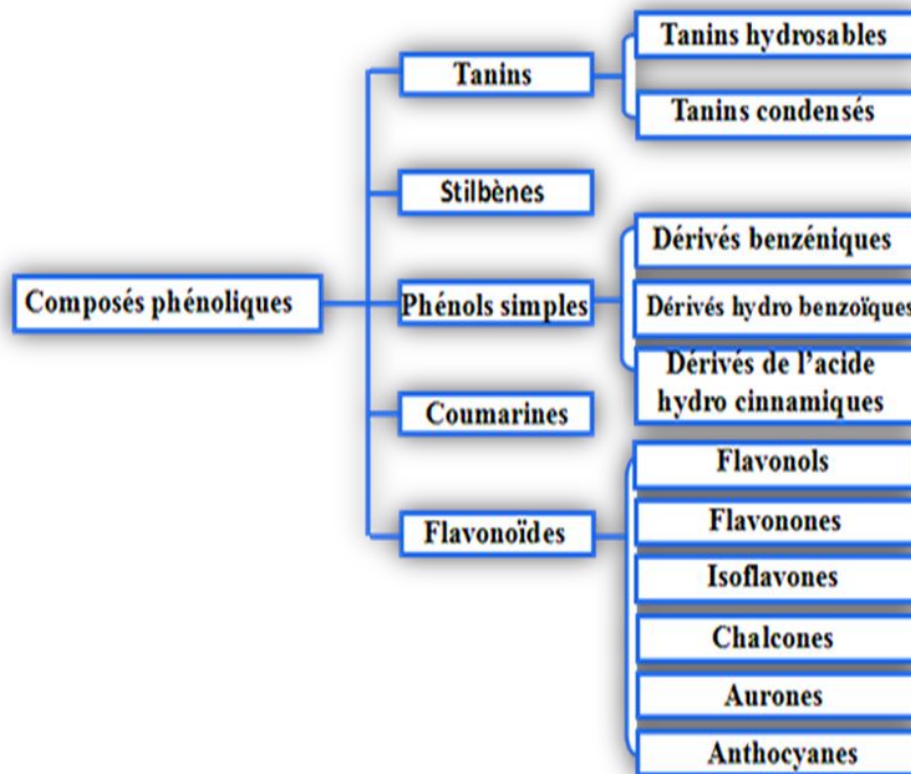 Composés phénoliques
Tanins
Tanins hydrosables
Tanins condensés
Stilbènes
Phénols simples
Dérivés benzéniques
Dérivés hydro benzoïques
Dérivés de l'acide
hydro cinnamiques
Coumarines
Flavonoïdes
Flavonols
Flavonones
Isoflavones
Chalcones
Aurones
Anthocyanes